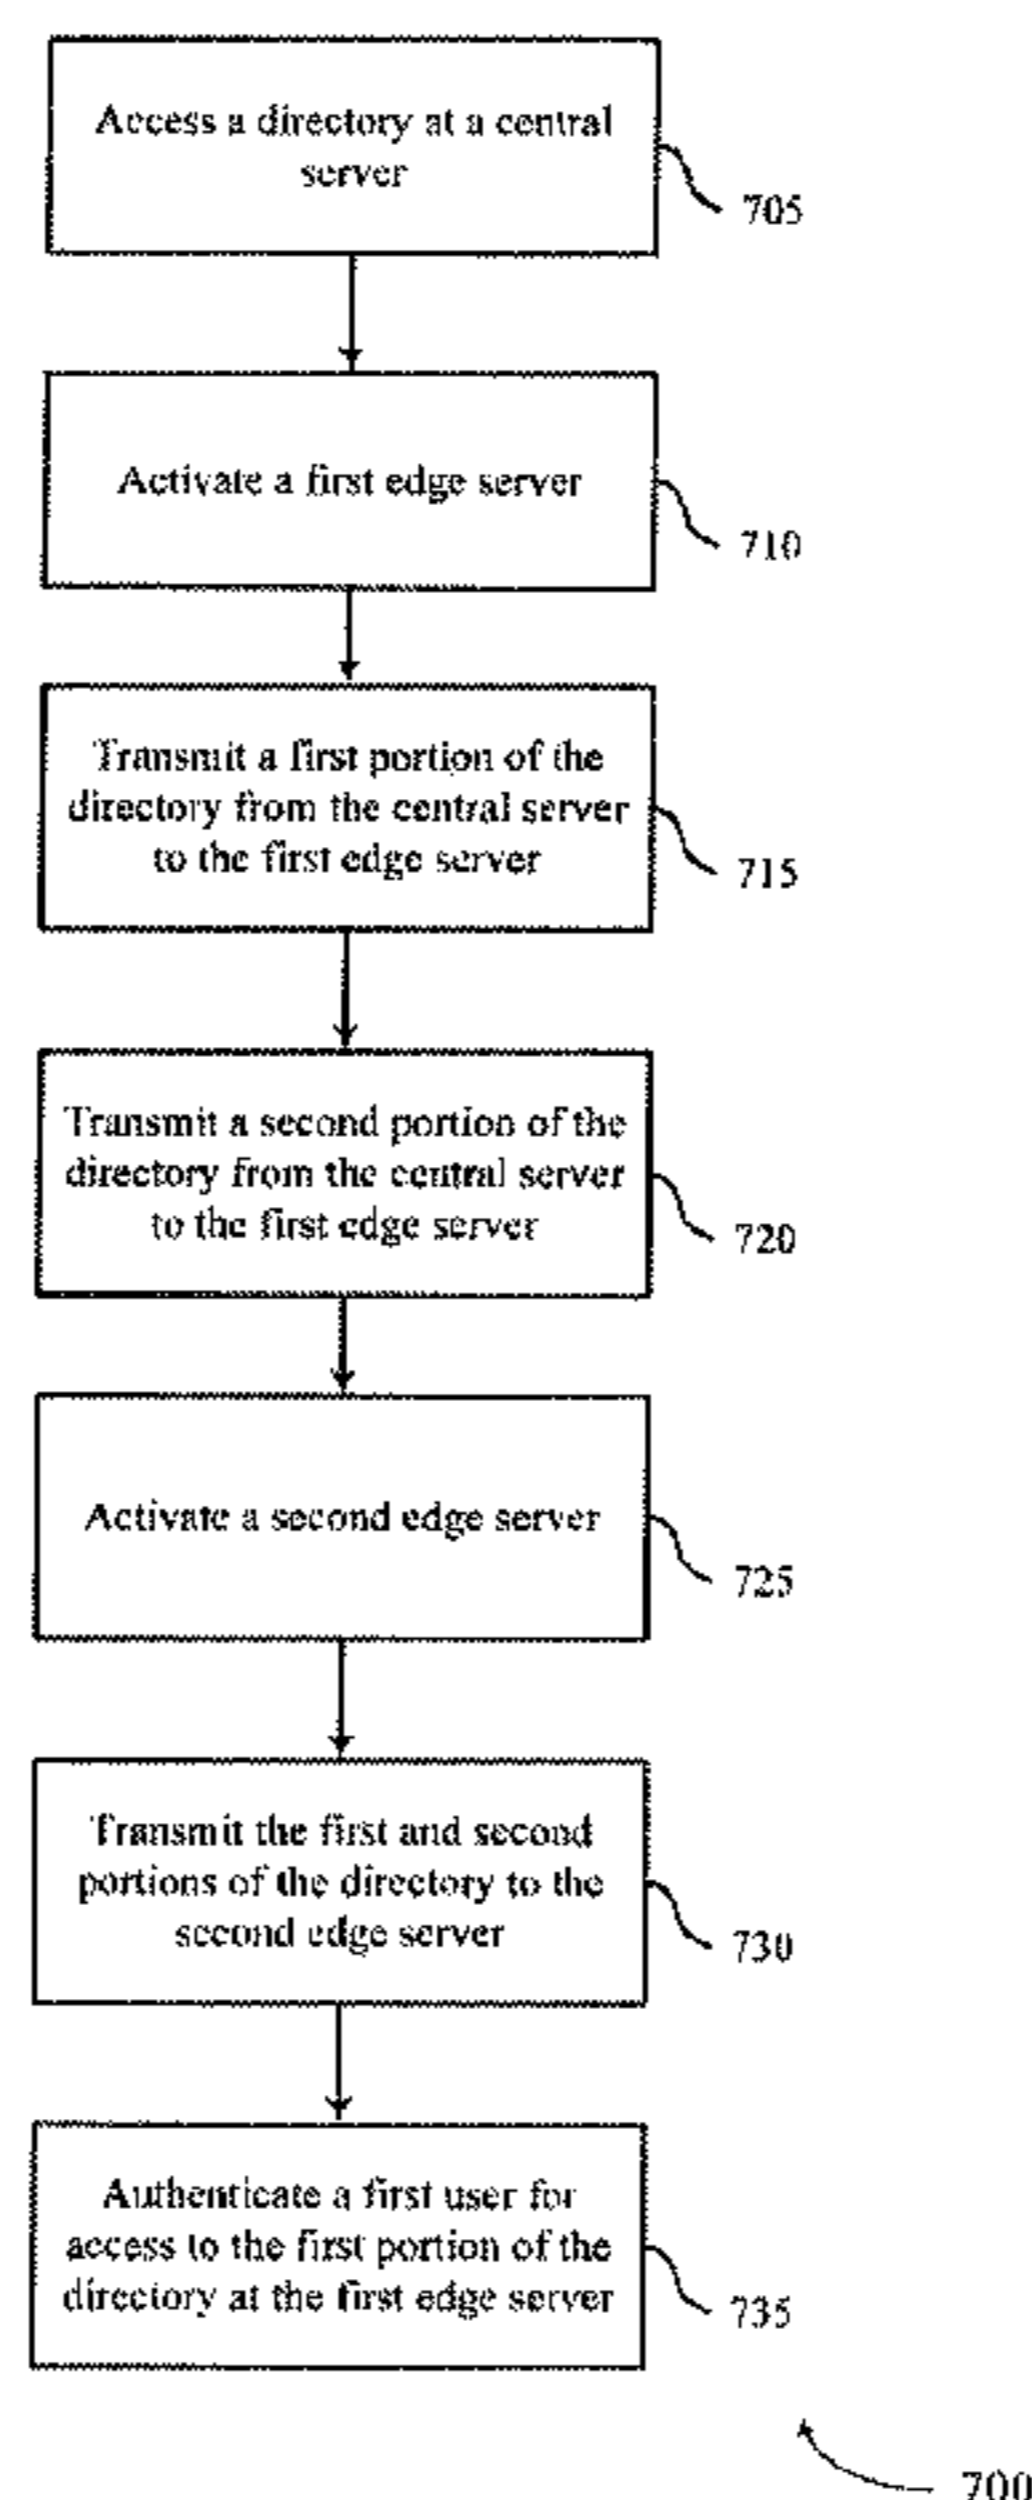 Access a directory at a central
server
705
Activate a first edge server
710
Transmit a first portion of the
directory from the central server
to the first edge server
715
Transmit a second portion of the
directory from the central server
to the first edge server
720
Activate a second edge server
725
Transmit the first and second
portions of the directory to the
second edge server
730
Authenticate a first user for
access to the first portion of the
directory at the first edge server
735
700